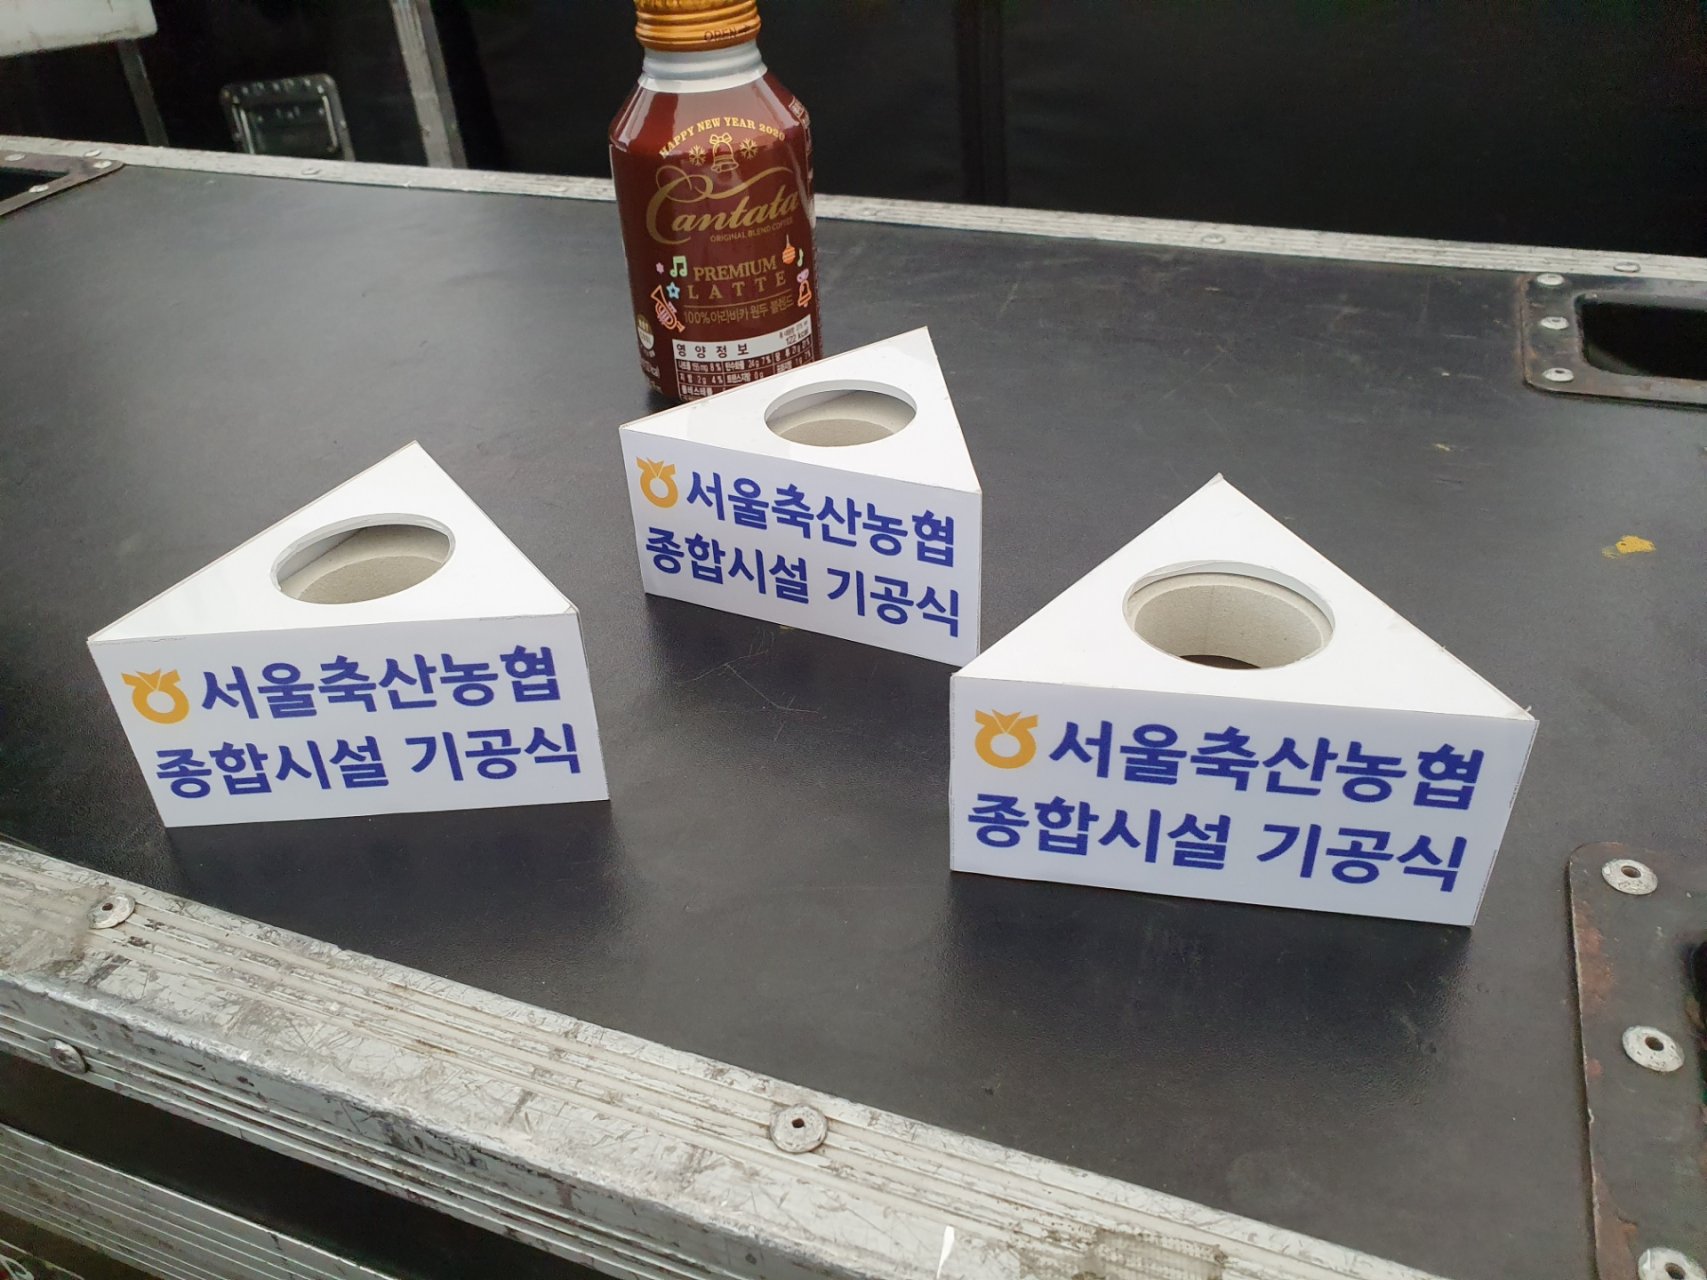 OPEN
HAPPY NEW YEAR 2020
Cantata
ORIGINAL BLEND COFFEE
PREMIUM
LATTE
100%아라비카 원두 블렌드
영양정보
서울축산농협
종합시설 기공식
서울축산농협
종합시설 기공식
서울축산농협
종합시설 기공식